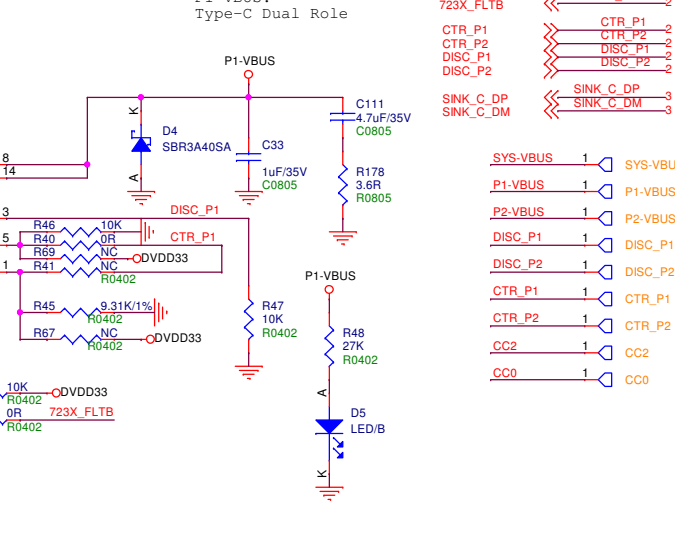 Type-C Dual Role
P1-VBUS
K
D4
SBR3A40SA
A
C33
1uF/35V
C0805
C111
4.7uF/35V
C0805
R178
3.6R
R0805
8
14
3
DISC_P1
R46
10K
5
R40
0R
CTR_P1
R69
NC
DVDD33
1
R41
NC
R0402
R45
9.31K/1%
R0402
R67
NC
DVDD33
R0402
R47
10K
R0402
10K
DVDD33
R0402
0R
723X_FLTB
R0402
P1-VBUS
R48
27K
R0402
A
D5
LED/B
K
723X_FLTB
2
CTR_P1
CTR_P1
2
CTR_P2
CTR_P2
2
DISC_P1
DISC_P1
2
DISC_P2
DISC_P2
2
SINK_C_DP
SINK_C_DP
3
SINK_C_DM
SINK_C_DM
3
SYS-VBUS
1
SYS-VBU
P1-VBUS
1
P1-VBUS
P2-VBUS
1
P2-VBUS
DISC_P1
1
DISC_P1
DISC_P2
1
DISC_P2
CTR_P1
1
CTR_P1
CTR_P2
1
CTR_P2
CC2
1
CC2
CC0
1
CC0